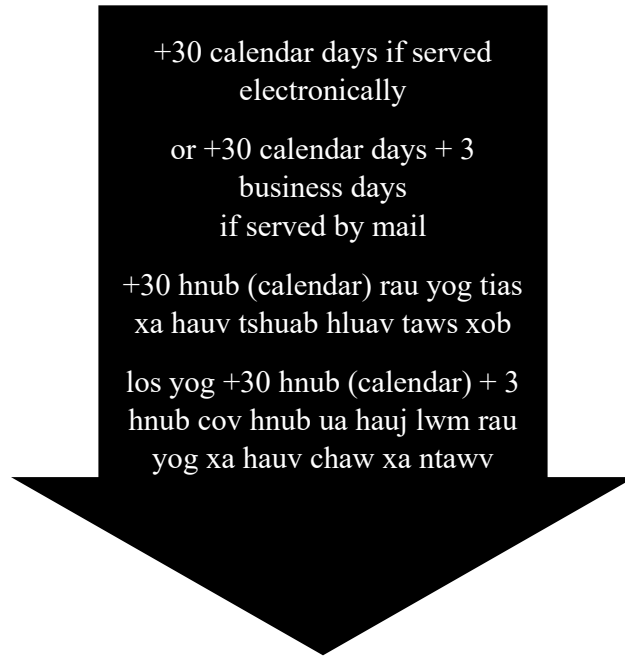 +30 calendar days if served
electronically
or +30 calendar days + 3
business days
if served by mail
+30 hnub (calendar) rau yog tias
xa hauv tshuab hluav taws xob
los yog +30 hnub (calendar) + 3
hnub cov hnub ua hauj lwm rau
yog xa hauv chaw xa ntawv